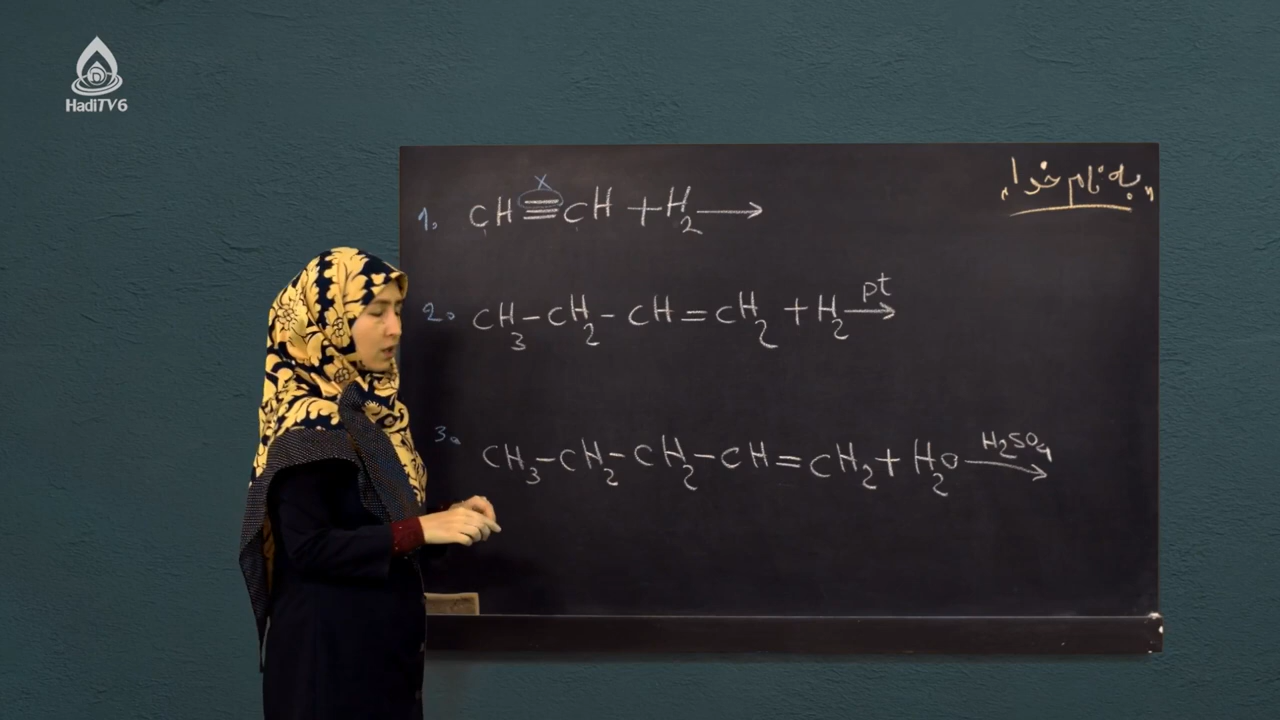 HadiTV6
"به نام خدا"
x
1. CH≡CH + H₂ →
2. CH₃-CH₂-CH=CH₂ + H₂ pt→
3. CH₃-CH₂-CH₂-CH=CH₂ + H₂O H₂SO₄→